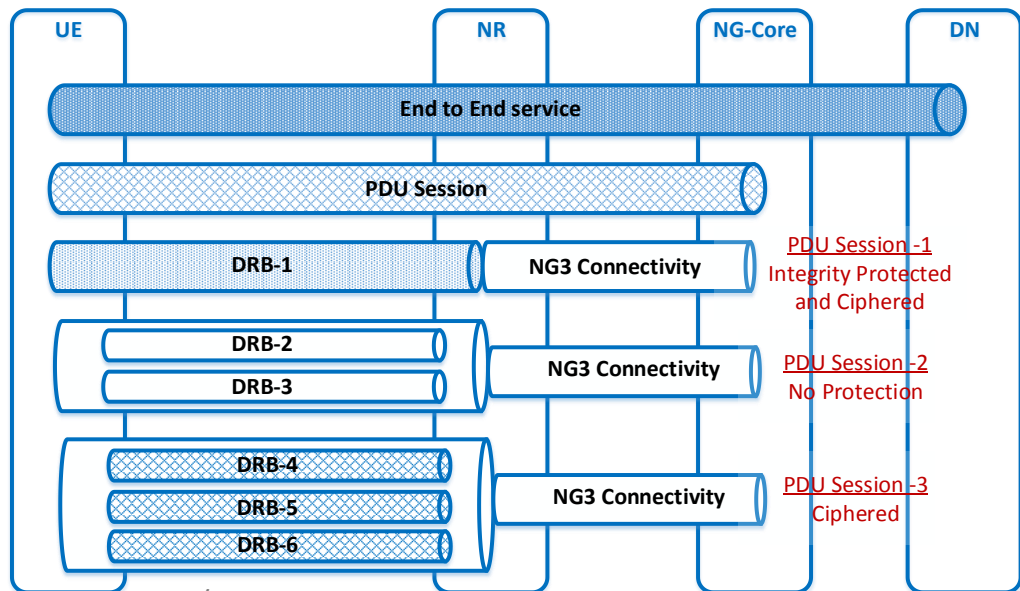 UE
NR
NG-Core
DN
End to End service
PDU Session
DRB-1
NG3 Connectivity
PDU Session -1
Integrity Protected
and Ciphered
DRB-2
DRB-3
NG3 Connectivity
PDU Session -2
No Protection
DRB-4
DRB-5
DRB-6
NG3 Connectivity
PDU Session -3
Ciphered